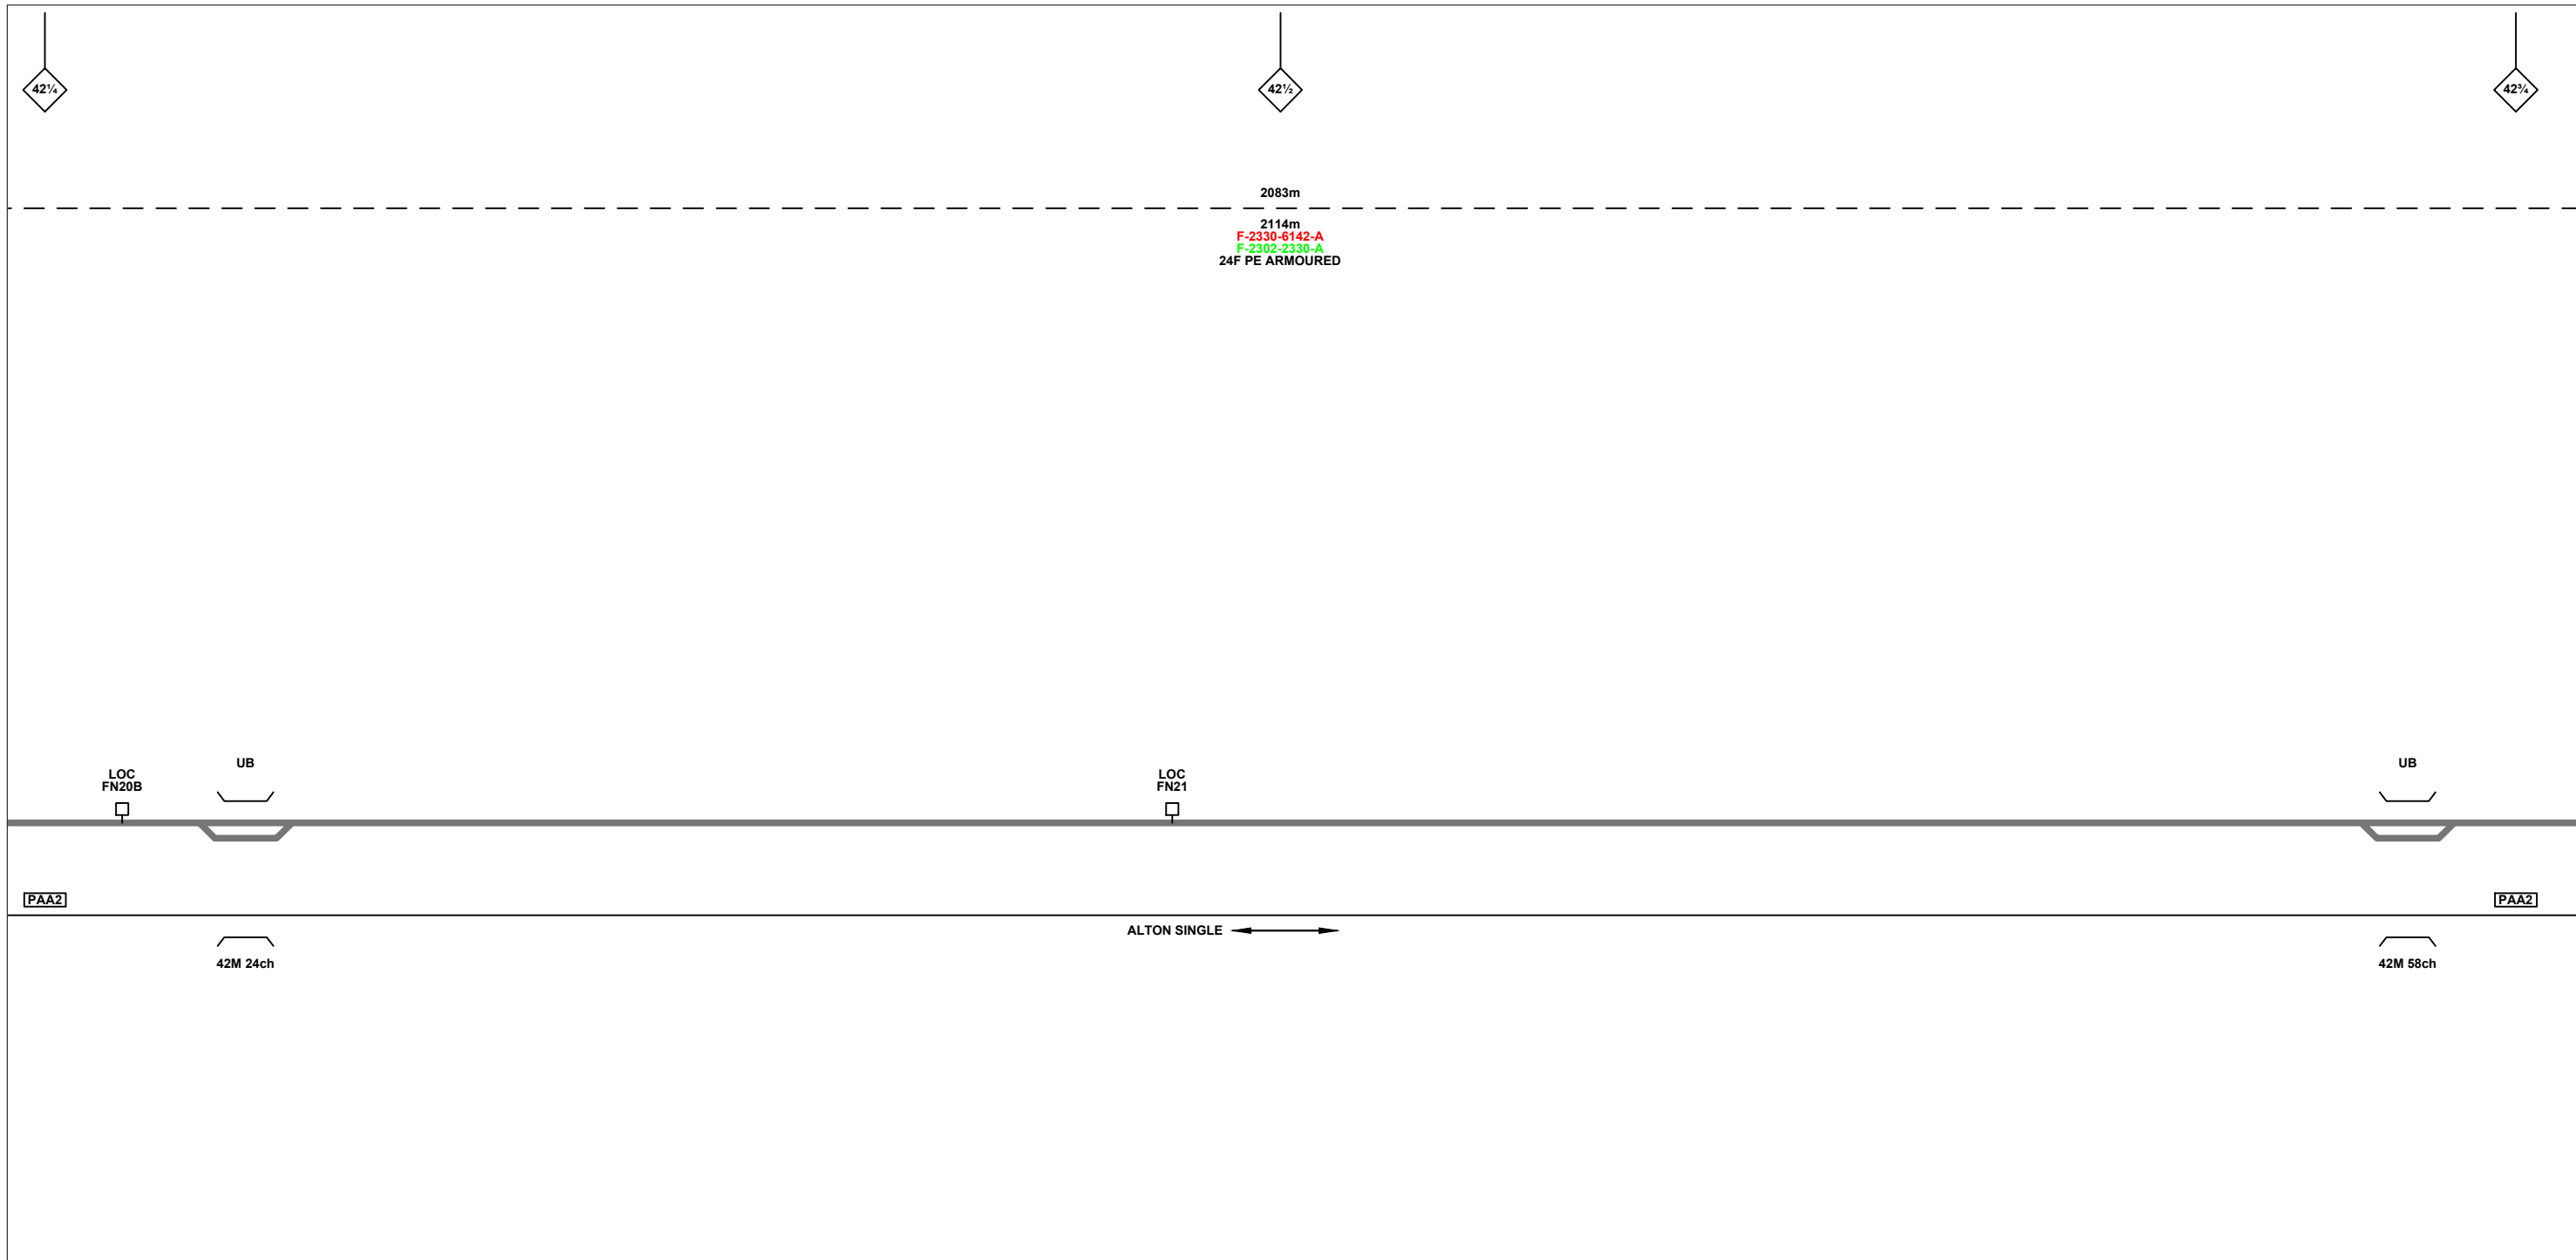 42¼
42½
42¾
2083m
2114m
F-2330-6142-A
F-2302-2330-A
24F PE ARMOURED
LOC
FN20B
UB
LOC
FN21
UB
PAA2
PAA2
ALTON SINGLE
42M 24ch
42M 58ch